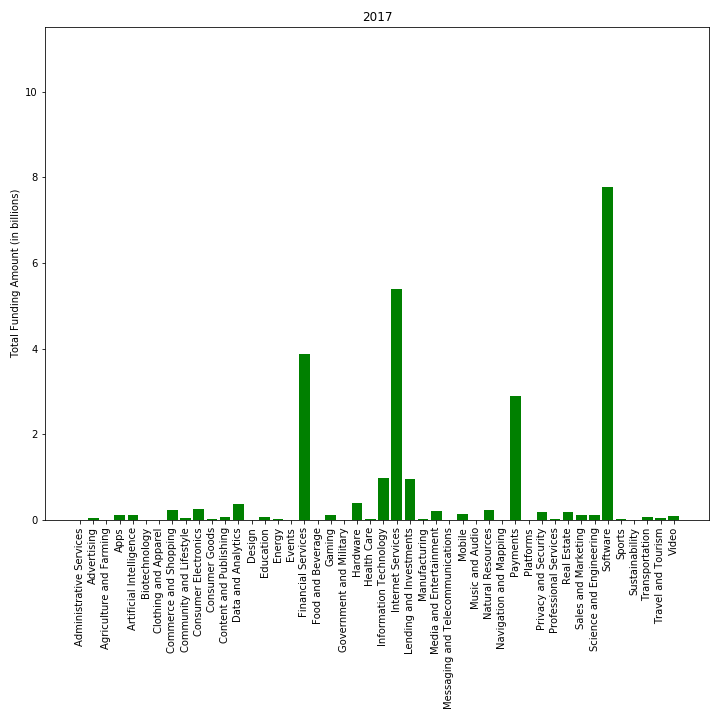 2017
Total Funding Amount (in billions)
10
8
6
4
2
0
Administrative Services
Advertising
Agriculture and Farming
Apps
Artificial Intelligence
Biotechnology
Clothing and Apparel
Commerce and Shopping
Community and Lifestyle
Consumer Electronics
Consumer Goods
Content and Publishing
Data and Analytics
Design
Education
Energy
Events
Financial Services
Food and Beverage
Gaming
Government and Military
Hardware
Health Care
Information Technology
Internet Services
Lending and Investments
Manufacturing
Media and Entertainment
Messaging and Telecommunications
Mobile
Music and Audio
Natural Resources
Navigation and Mapping
Payments
Platforms
Privacy and Security
Professional Services
Real Estate
Sales and Marketing
Science and Engineering
Software
Sports
Sustainability
Transportation
Travel and Tourism
Video